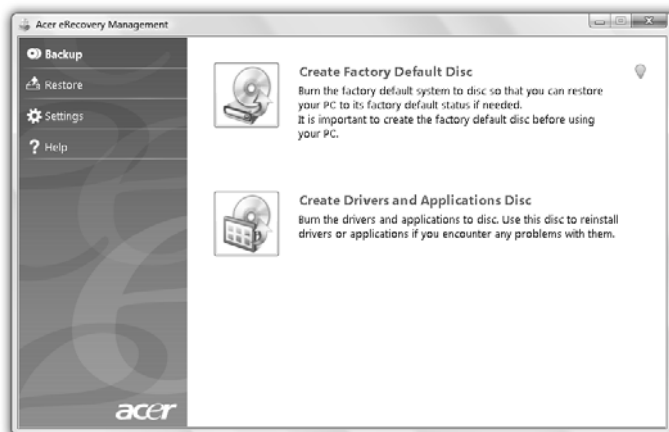 Acer eRecovery Management
Backup
Restore
Settings
? Help
Create Factory Default Disc
Burn the factory default system to disc so that you can restore
your PC to its factory default status if needed.
It is important to create the factory default disc before using
your PC.
Create Drivers and Applications Disc
Burn the drivers and applications to disc. Use this disc to reinstall
drivers or applications if you encounter any problems with them.
acer